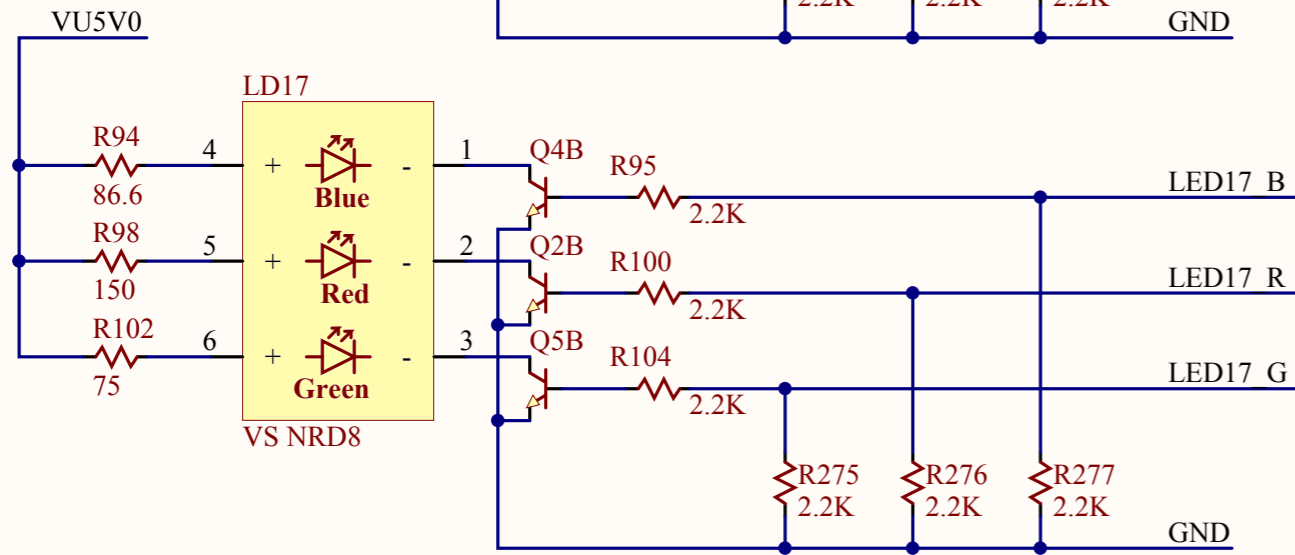 2.2K 2.2K 2.2K
VU5V0 GND
LD17
R94 4 + - 1 Q4B R95
86.6 Blue 2.2K LED17_B
R98 5 + - 2 Q2B R100
150 Red 2.2K LED17_R
R102 6 + - 3 Q5B R104
75 Green 2.2K LED17_G
VS NRD8
R275 R276 R277
2.2K 2.2K 2.2K
GND